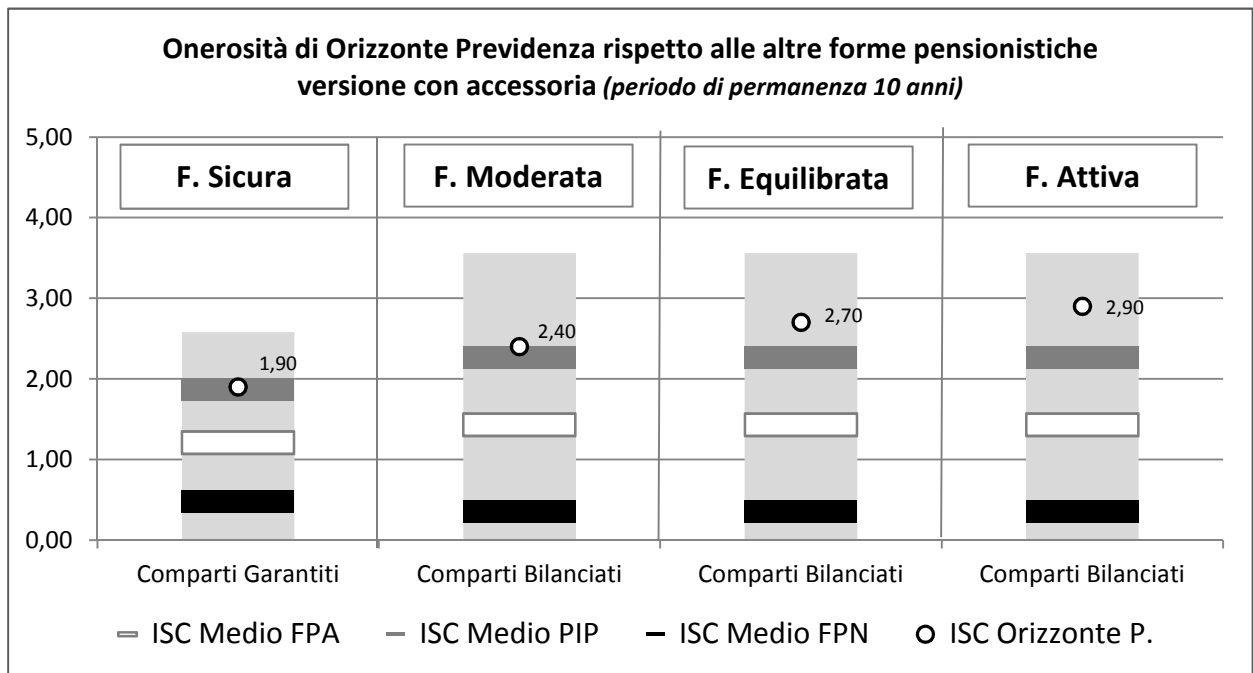 Onerosità di Orizzonte Previdenza rispetto alle altre forme pensionistiche
versione con accessoria (periodo di permanenza 10 anni)
5,00
4,00
3,00
2,00
1,00
0,00
F. Sicura
F. Moderata
F. Equilibrata
F. Attiva
1,90
2,40
2,70
2,90
Comparti Garantiti
Comparti Bilanciati
Comparti Bilanciati
Comparti Bilanciati
ISC Medio FPA
ISC Medio PIP
ISC Medio FPN
ISC Orizzonte P.